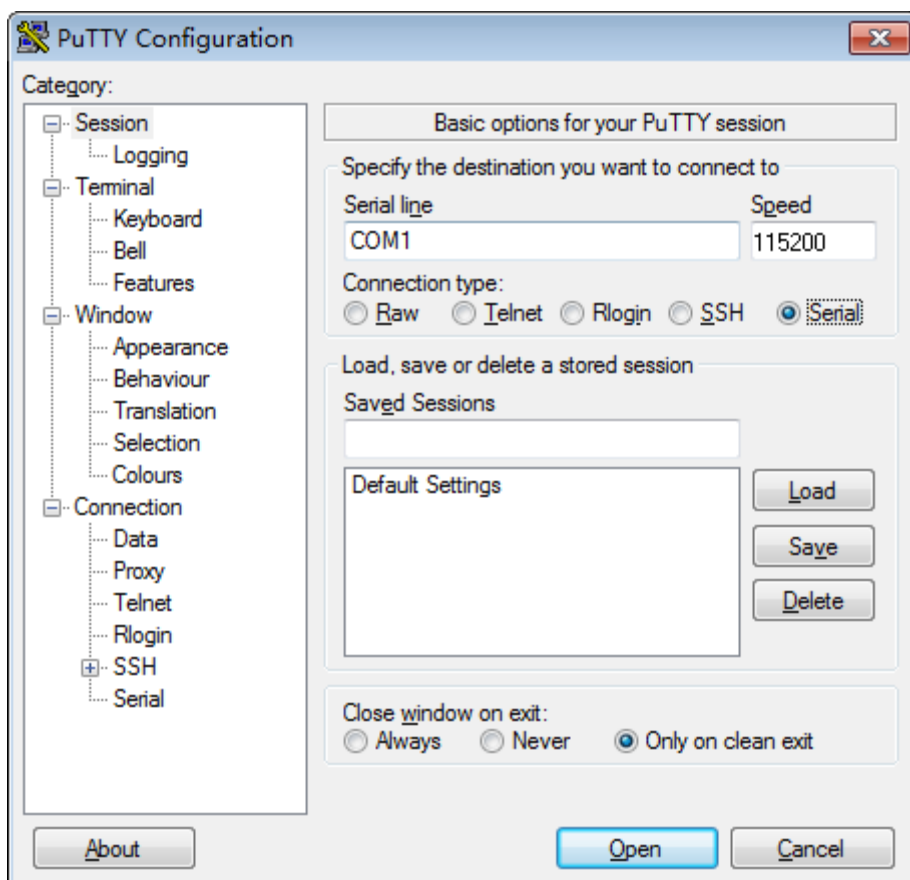 PuTTY Configuration
Category:
Session
Logging
Terminal
Keyboard
Bell
Features
Window
Appearance
Behaviour
Translation
Selection
Colours
Connection
Data
Proxy
Telnet
Rlogin
SSH
Serial
Basic options for your PuTTY session
Specify the destination you want to connect to
Serial line Speed
COM1 115200
Connection type:
Raw Telnet Rlogin SSH Serial
Load, save or delete a stored session
Saved Sessions
Default Settings
Load
Save
Delete
Close window on exit:
Always Never Only on clean exit
About Open Cancel